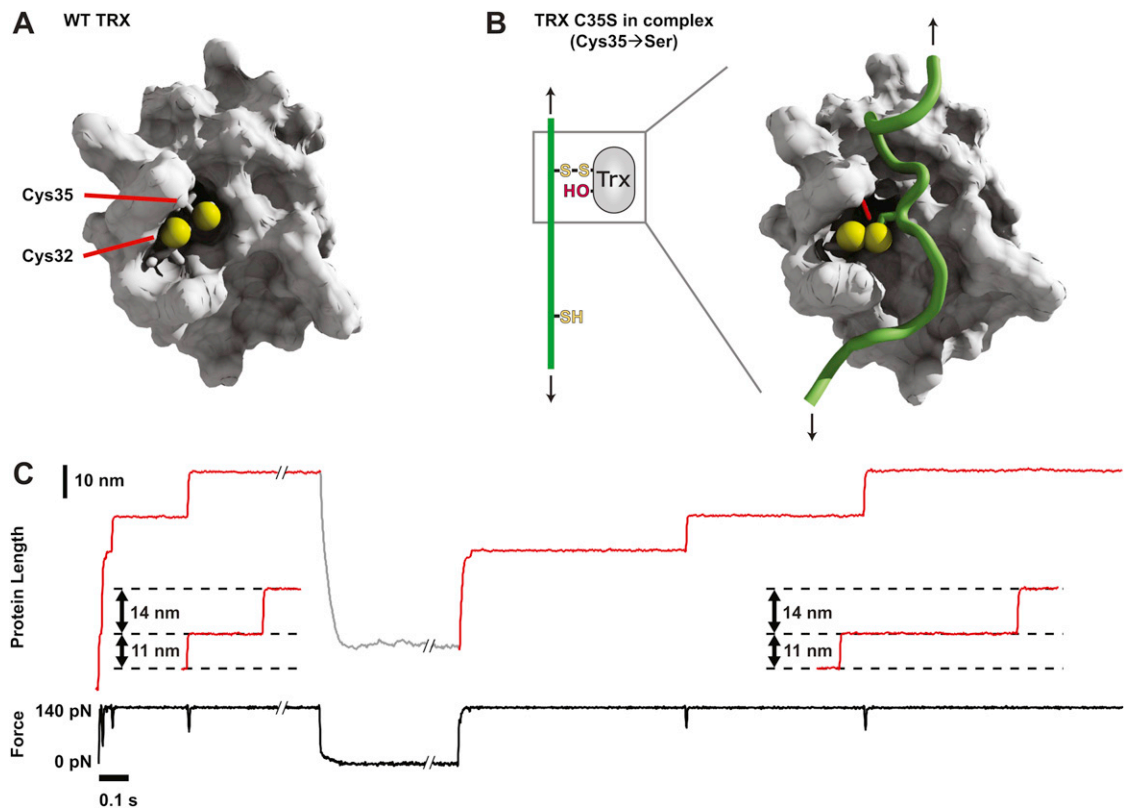 A WT TRX
Cys35
Cys32
B TRX C35S in complex
(Cys35→Ser)
S-S
HO
Trx
SH
C 10 nm
Protein Length
14 nm
11 nm
14 nm
11 nm
Force
140 pN
0 pN
0.1 s